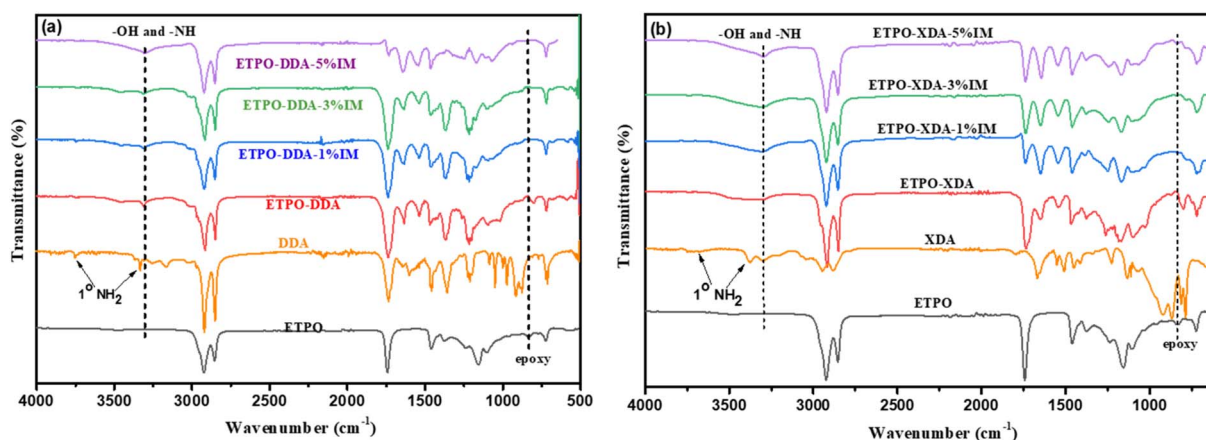 (a)
-OH and -NH
ETPO-DDA-5%IM
ETPO-DDA-3%IM
ETPO-DDA-1%IM
ETPO-DDA
DDA
1° NH2
ETPO
epoxy
Transmittance (%)
4000 3500 3000 2500 2000 1500 1000 500
Wavenumber (cm-1)
(b)
-OH and -NH
ETPO-XDA-5%IM
ETPO-XDA-3%IM
ETPO-XDA-1%IM
ETPO-XDA
XDA
1° NH2
ETPO
epoxy
Transmittance (%)
4000 3500 3000 2500 2000 1500 1000
Wavenumber (cm-1)